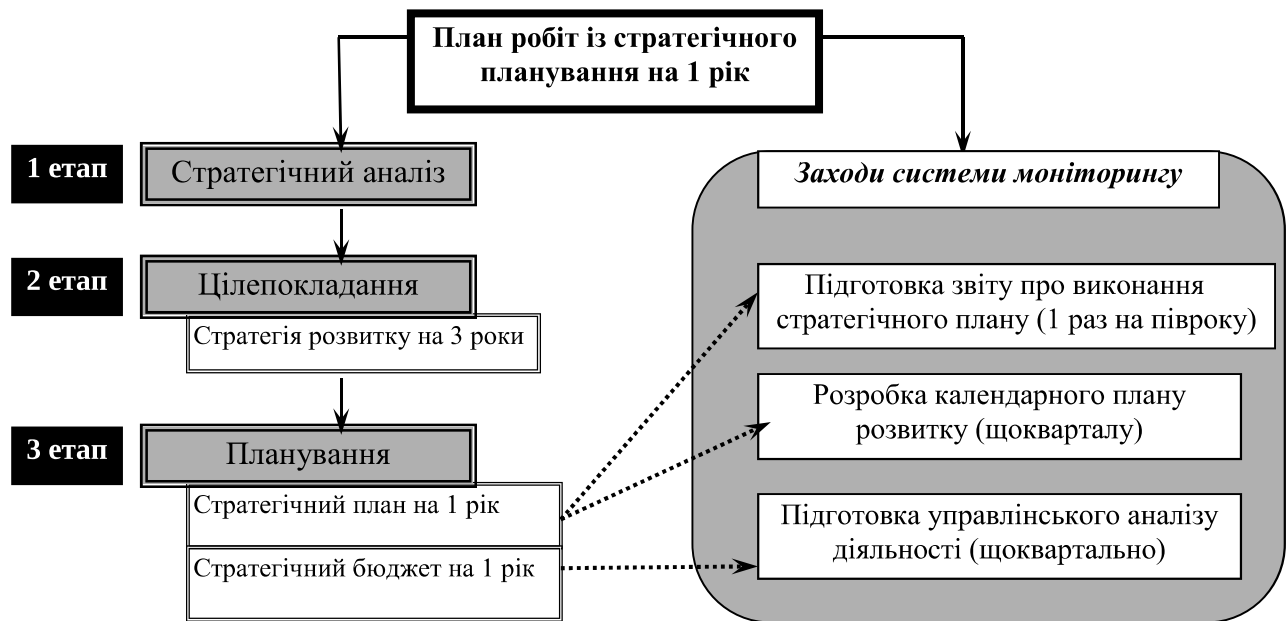 План робіт із стратегічного
планування на 1 рік
1 етап
Стратегічний аналіз
2 етап
Цілепокладання
Стратегія розвитку на 3 роки
3 етап
Планування
Стратегічний план на 1 рік
Стратегічний бюджет на 1 рік
Заходи системи моніторингу
Підготовка звіту про виконання
стратегічного плану (1 раз на півроку)
Розробка календарного плану
розвитку (щокварталу)
Підготовка управлінського аналізу
діяльності (щоквартально)